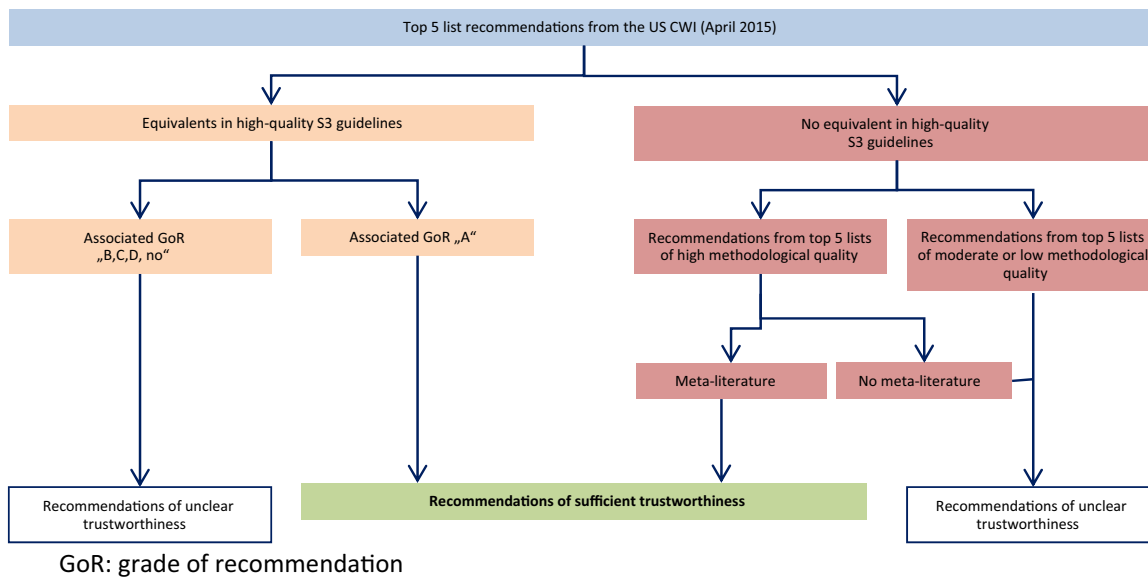 Top 5 list recommendations from the US CWI (April 2015)
Equivalents in high-quality S3 guidelines
No equivalent in high-quality
S3 guidelines
Associated GoR
„B,C,D, no“
Associated GoR „A“
Recommendations from top 5 lists
of high methodological quality
Recommendations from top 5 lists
of moderate or low methodological
quality
Meta-literature
No meta-literature
Recommendations of unclear
trustworthiness
Recommendations of sufficient trustworthiness
Recommendations of unclear
trustworthiness
GoR: grade of recommendation